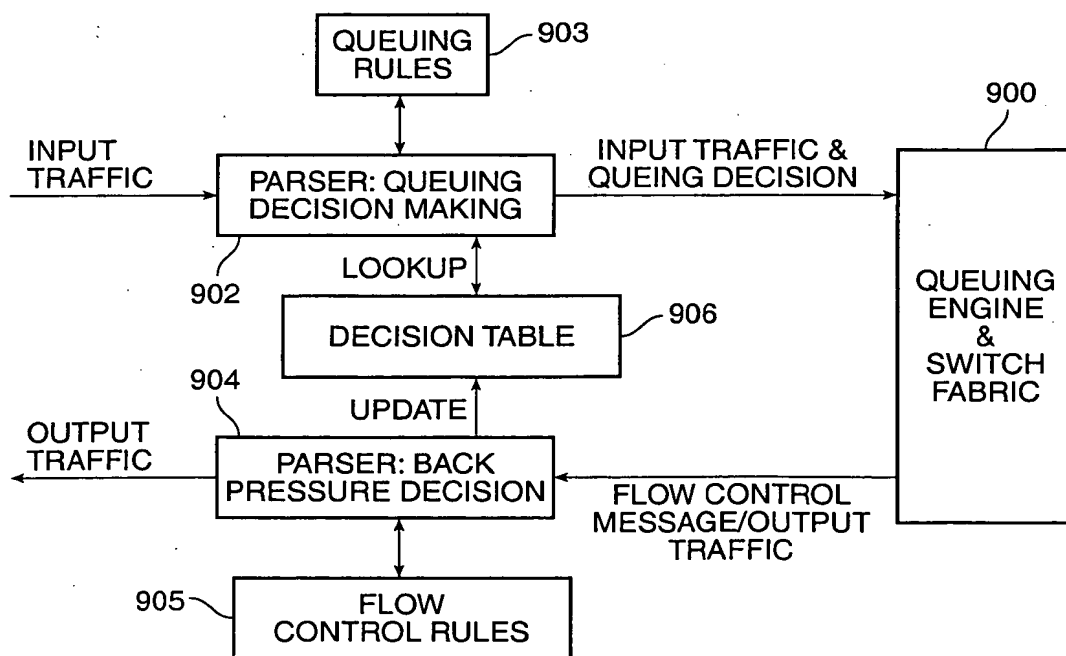 QUEUING
RULES
903
900
INPUT
TRAFFIC
PARSER: QUEUING
DECISION MAKING
INPUT TRAFFIC &
QUEING DECISION
902
LOOKUP
DECISION TABLE
906
QUEUING
ENGINE
&
SWITCH
FABRIC
904
UPDATE
OUTPUT
TRAFFIC
PARSER: BACK
PRESSURE DECISION
FLOW CONTROL
MESSAGE/OUTPUT
TRAFFIC
905
FLOW
CONTROL RULES